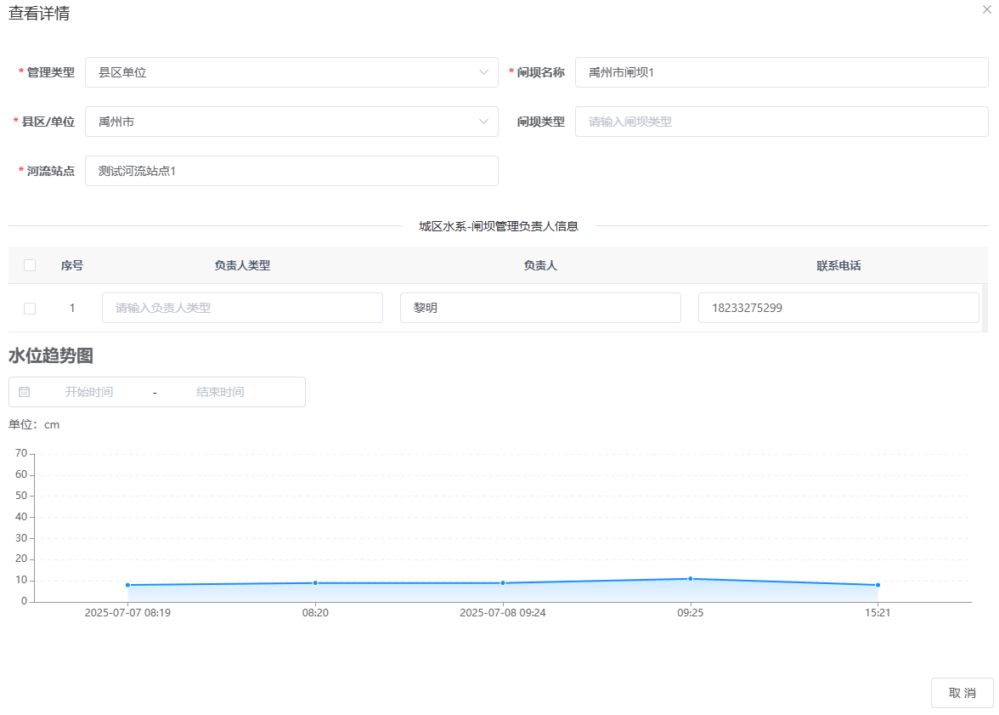 查看详情
* 管理类型 县区单位 * 闸坝名称 禹州市闸坝1
* 县区/单位 禹州市 闸坝类型 请输入闸坝类型
* 河流站点 测试河流站点1
城区水系-闸坝管理负责人信息
序号 负责人类型 负责人 联系电话
1 请输入负责人类型 黎明 18233275299
水位趋势图
开始时间 - 结束时间
单位：cm
70
60
50
40
30
20
10
0
2025-07-07 08:19 08:20 2025-07-08 09:24 09:25 15:21
取 消